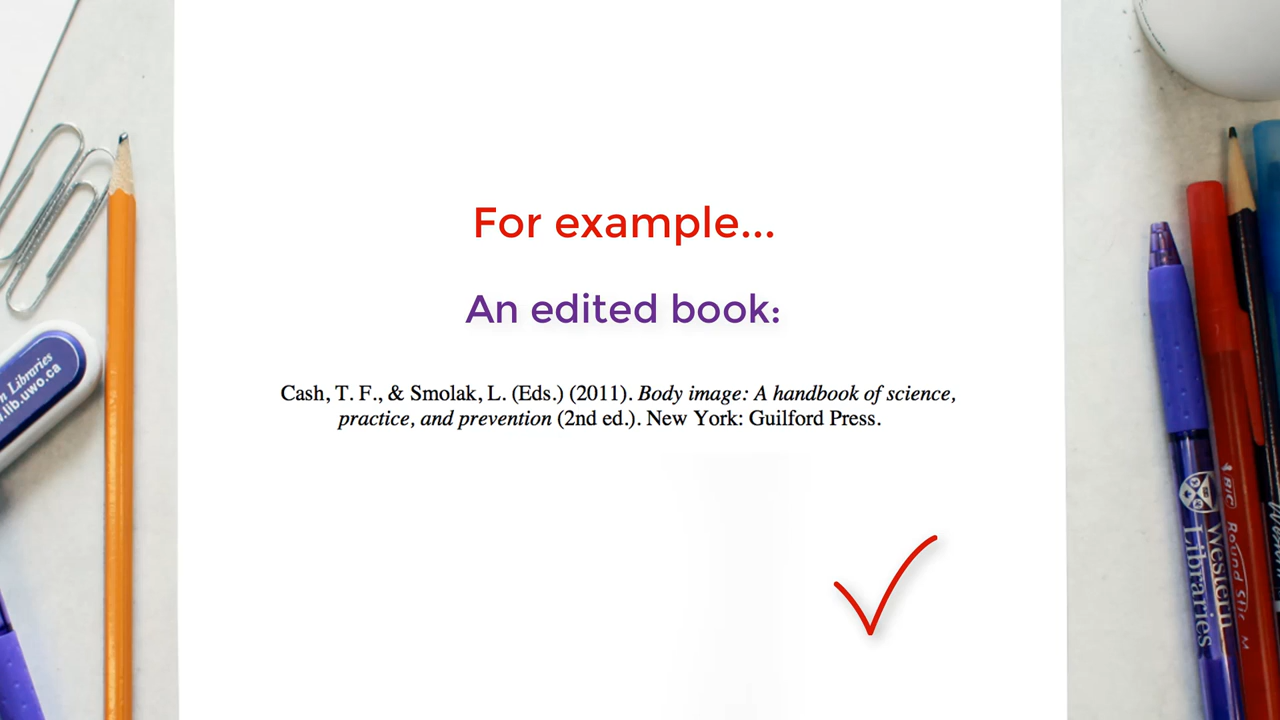 For example...
An edited book:
Cash, T. F., & Smolak, L. (Eds.) (2011). Body image: A handbook of science,
practice, and prevention (2nd ed.). New York: Guilford Press.
n Libraries
.lib.uwo.ca
Western
Libraries
BIC Round Stic M